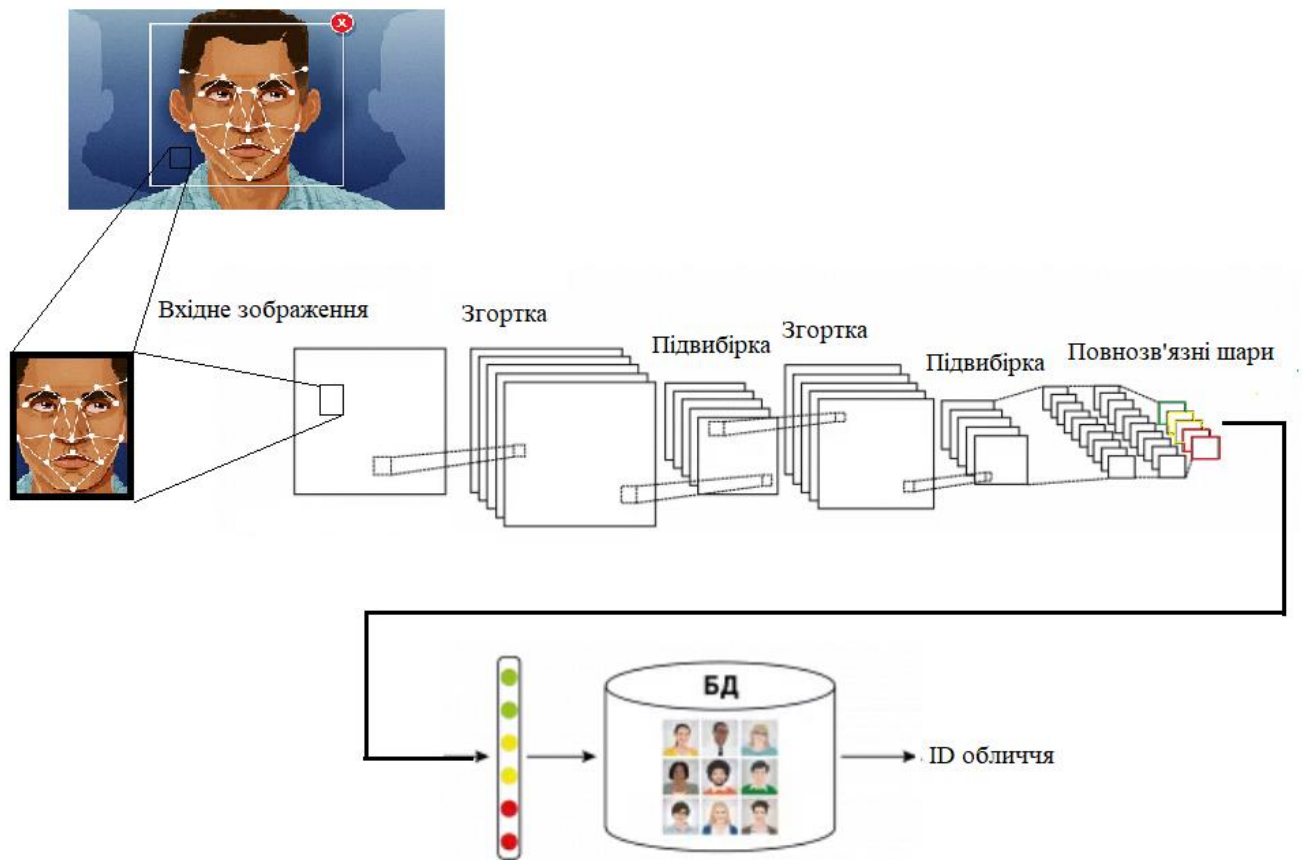 x
Вхідне зображення
Згортка
Підвибірка
Згортка
Підвибірка
Повнозв'язні шари
БД
ID обличчя